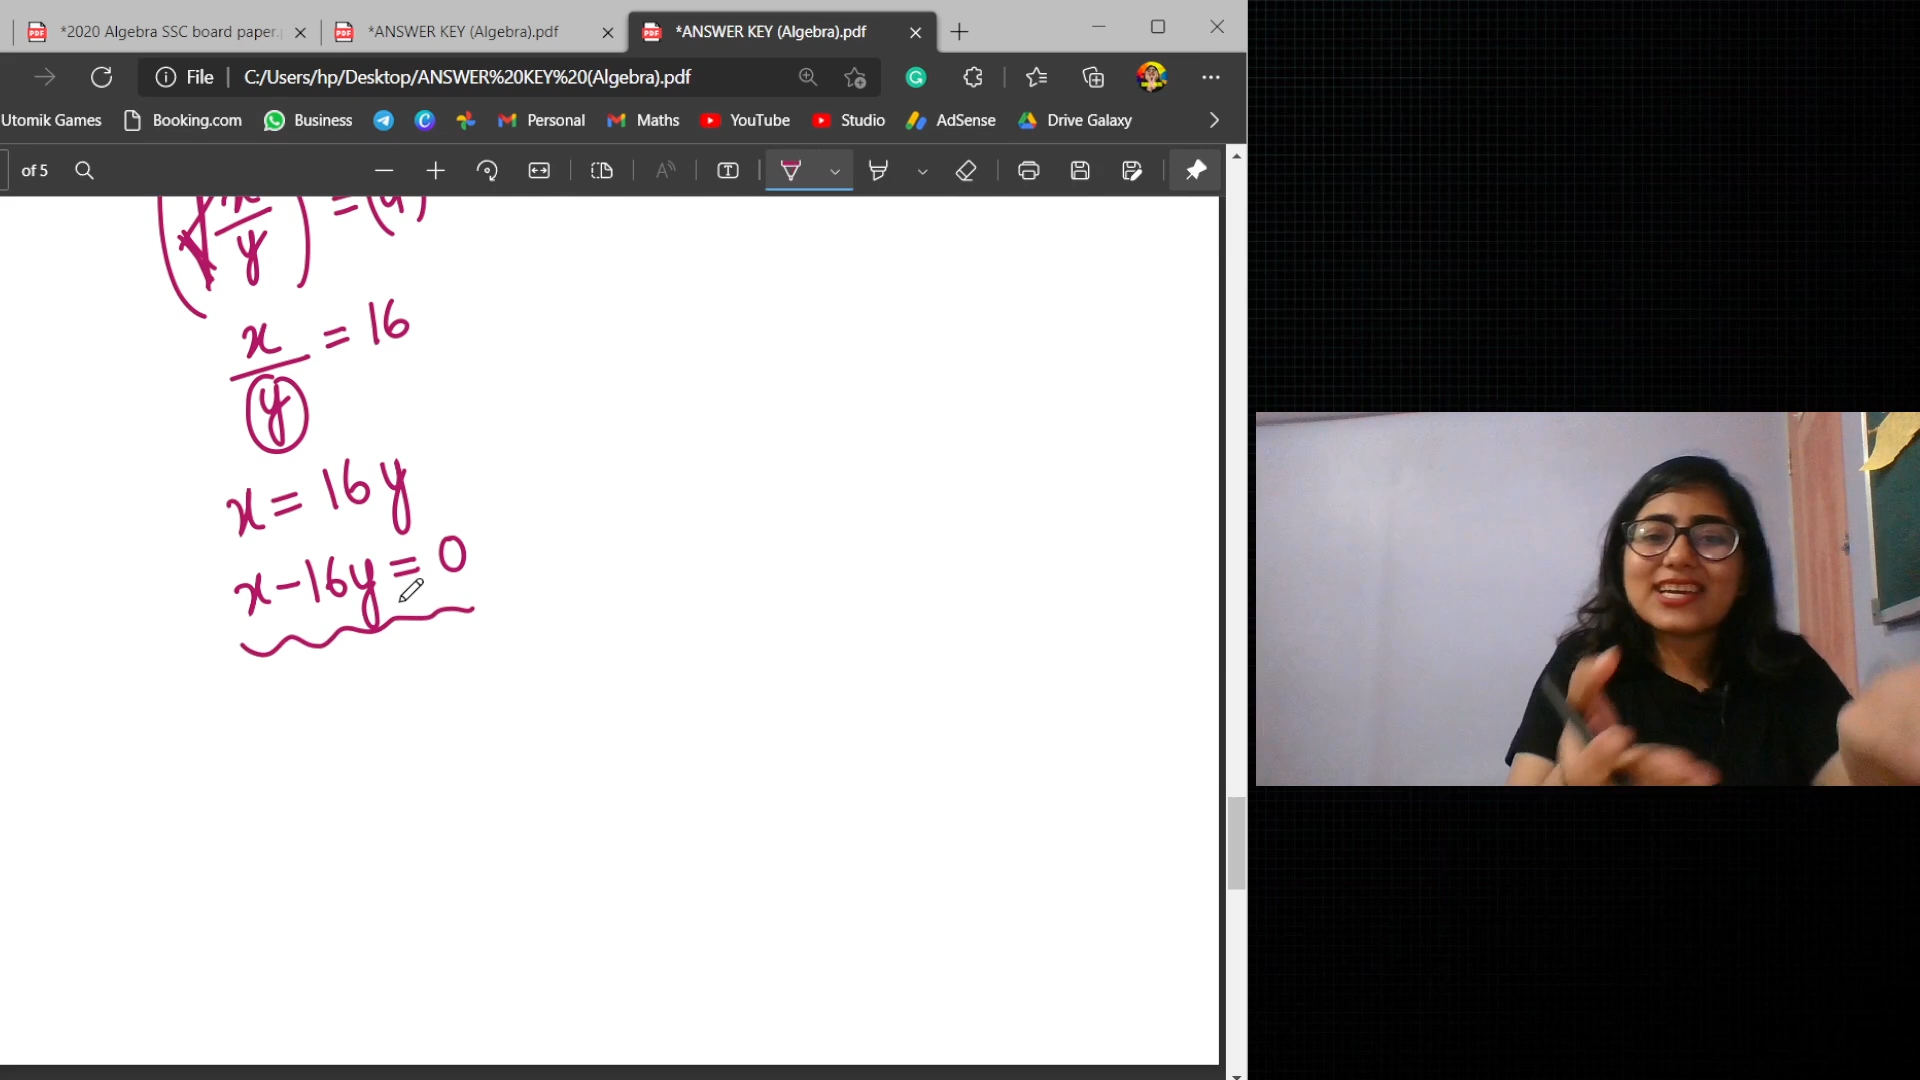 *2020 Algebra SSC board paper.
*ANSWER KEY (Algebra).pdf
*ANSWER KEY (Algebra).pdf
File
C:/Users/hp/Desktop/ANSWER%20KEY%20(Algebra).pdf
Utomik Games
Booking.com
Business
Personal
Maths
YouTube
Studio
AdSense
Drive Galaxy
of 5
(√x/y) = (4)
x/y = 16
x = 16y
x - 16y = 0